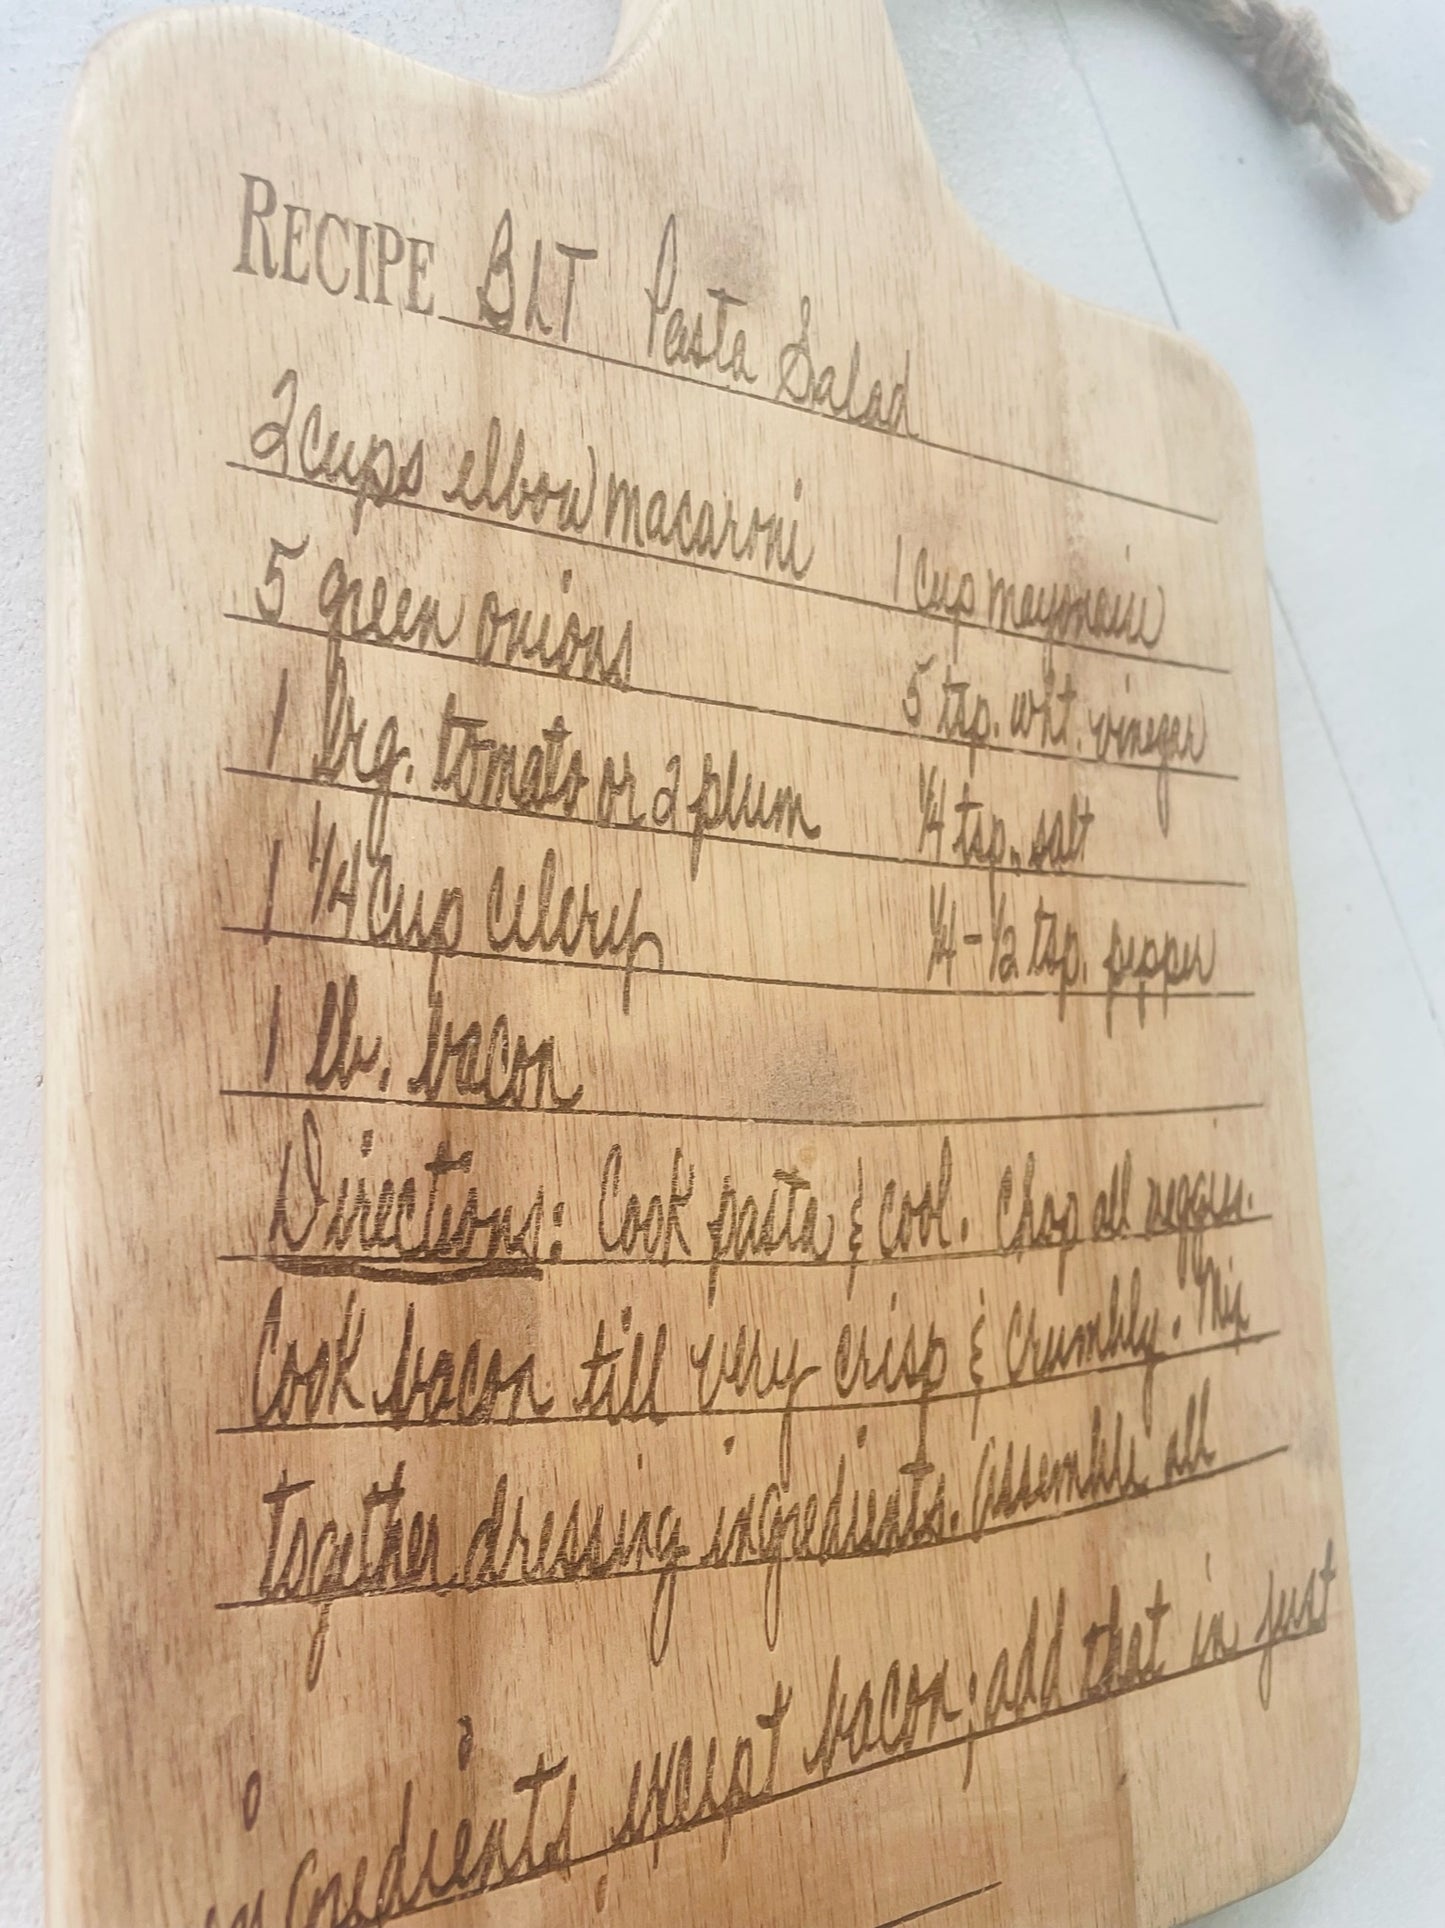 RECIPE BLT Pasta Salad
2 cups elbow macaroni 1 cup mayonaise
5 green onions 5 tsp. wht. vinegar
1 lrg. tomato or 2 plum 1/4 tsp. salt
1 1/4 cup celery 1/4 - 1/2 tsp. pepper
1 lb. bacon
Directions: Cook pasta & cool. Chop all veggies.
Cook bacon till very crisp & crumbly. Mix
together dressing ingredients. Assemble all
ingredients, except bacon; add that in just